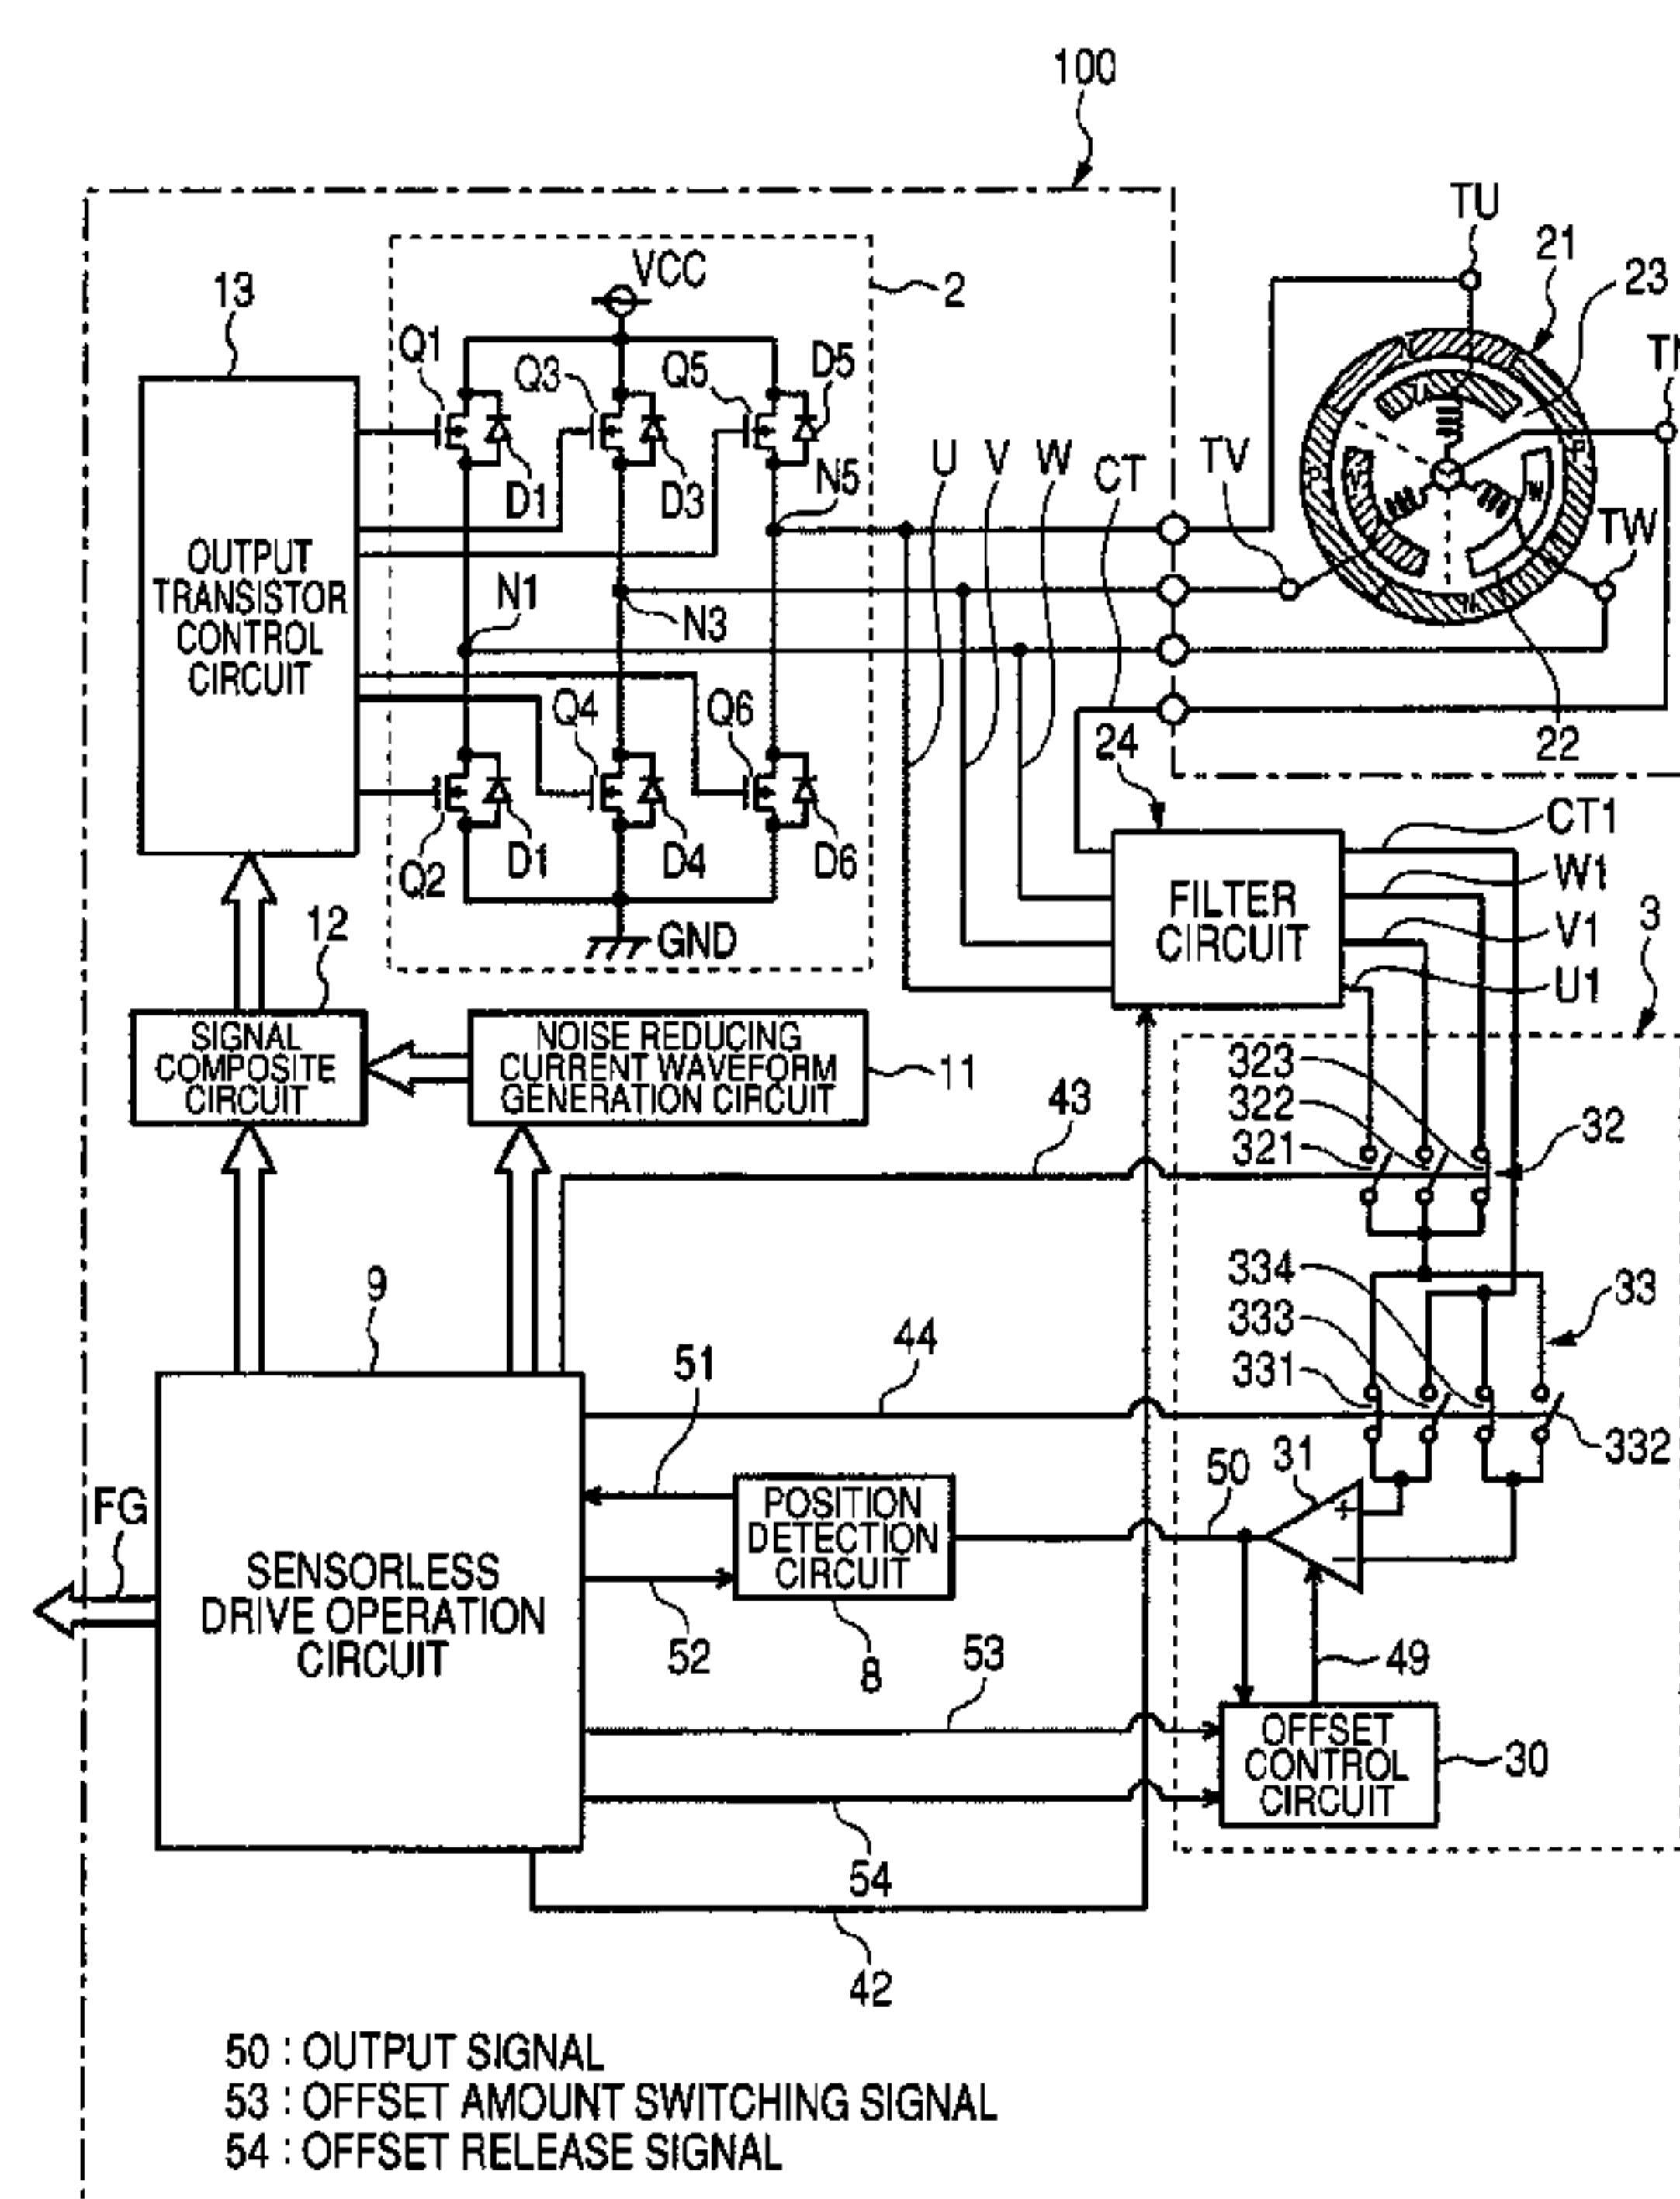 100
TU
21
23
VCC
2
13
Q1
Q3
Q5
D5
D1
D3
N5
U
V
W
CT
TV
TW
OUTPUT
TRANSISTOR
CONTROL
CIRCUIT
N1
N3
Q4
Q6
24
22
Q2
D1
D4
D6
CT1
W1
V1
U1
FILTER
CIRCUIT
3
GND
12
SIGNAL
COMPOSITE
CIRCUIT
NOISE REDUCING
CURRENT WAVEFORM
GENERATION CIRCUIT
11
43
323
322
321
32
334
333
331
33
332
9
44
51
50
31
+
−
FG
SENSORLESS
DRIVE OPERATION
CIRCUIT
POSITION
DETECTION
CIRCUIT
52
8
53
49
OFFSET
CONTROL
CIRCUIT
30
54
42
50 : OUTPUT SIGNAL
53 : OFFSET AMOUNT SWITCHING SIGNAL
54 : OFFSET RELEASE SIGNAL